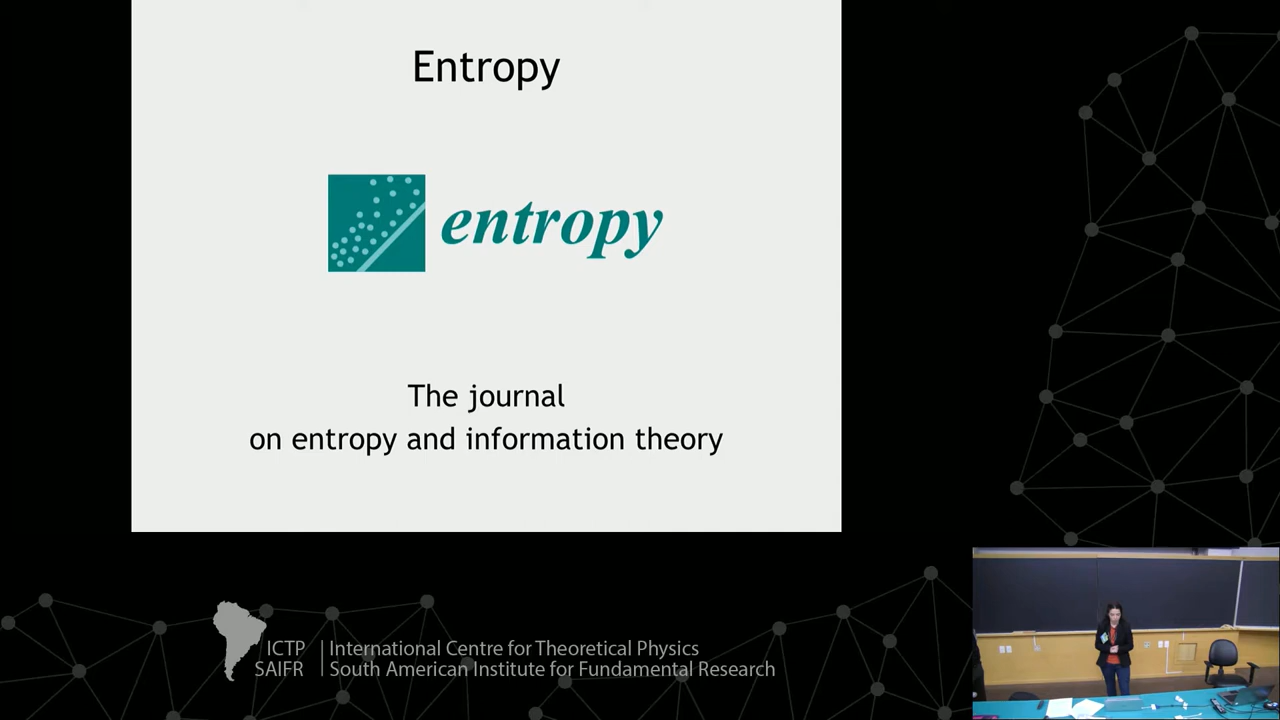 Entropy
entropy
The journal
on entropy and information theory
ICTP
SAIFR
International Centre for Theoretical Physics
South American Institute for Fundamental Research